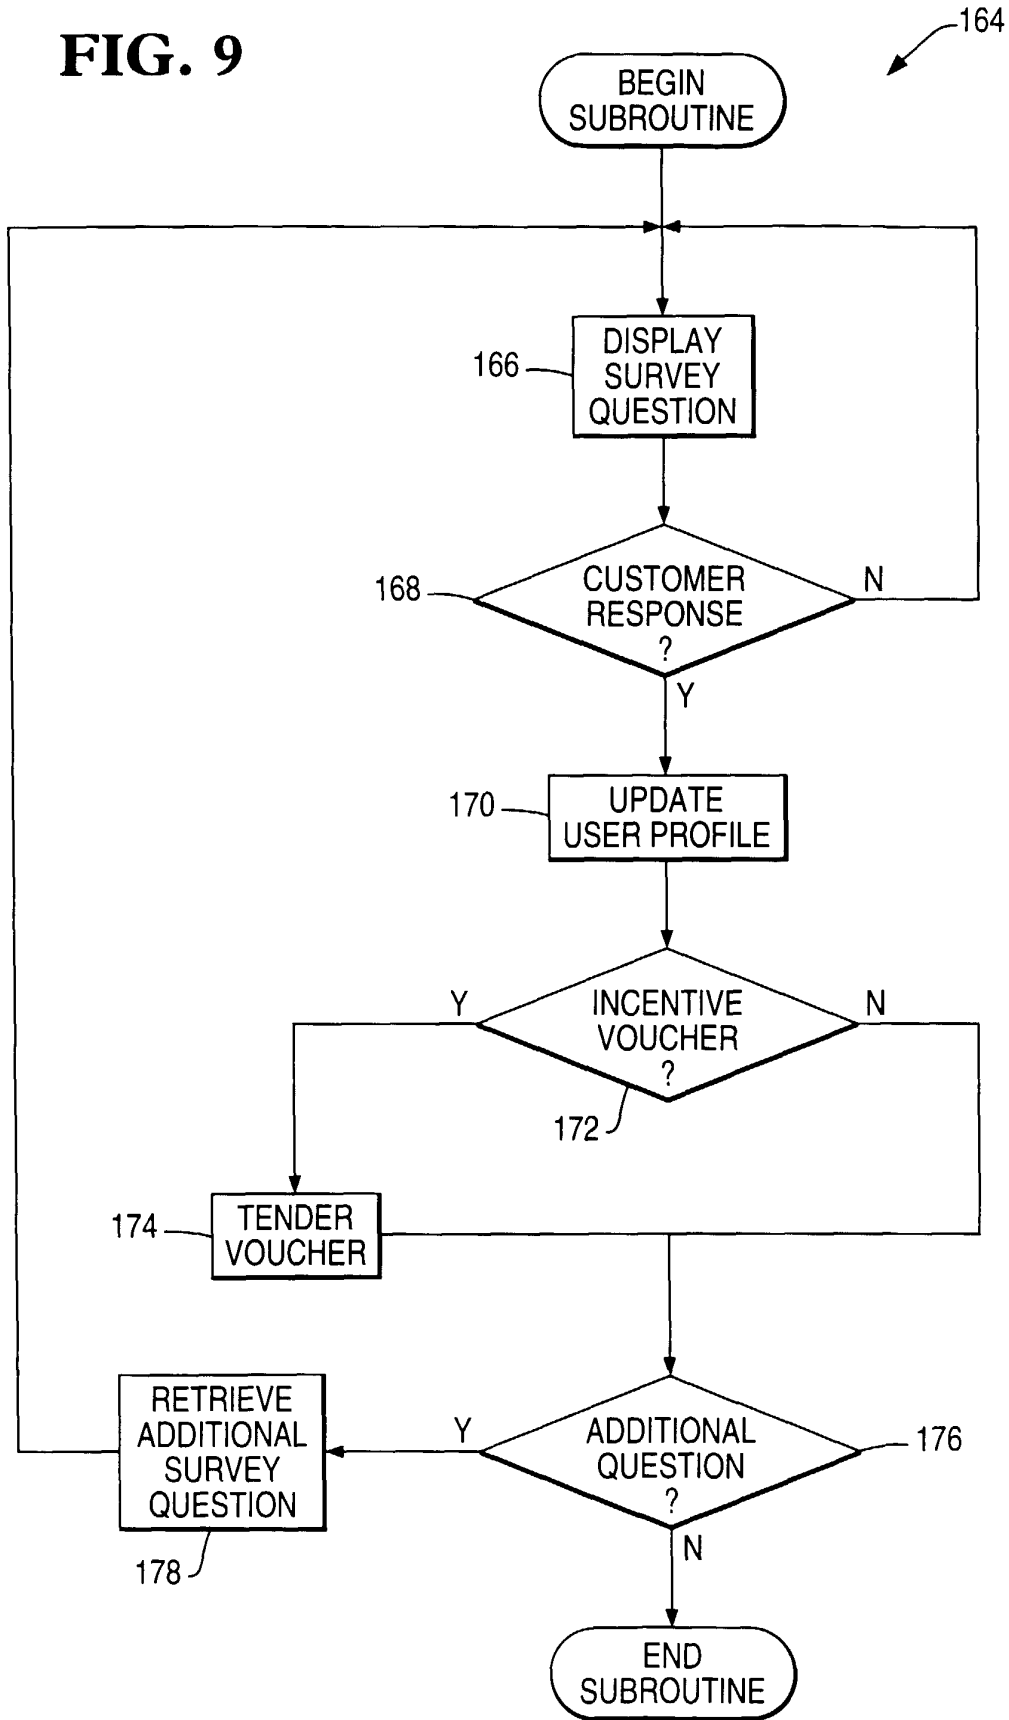 FIG. 9
164
BEGIN
SUBROUTINE
166
DISPLAY
SURVEY
QUESTION
168
CUSTOMER
RESPONSE
?
N
Y
170
UPDATE
USER PROFILE
Y
INCENTIVE
VOUCHER
?
N
172
174
TENDER
VOUCHER
RETRIEVE
ADDITIONAL
SURVEY
QUESTION
178
Y
ADDITIONAL
QUESTION
?
176
N
END
SUBROUTINE